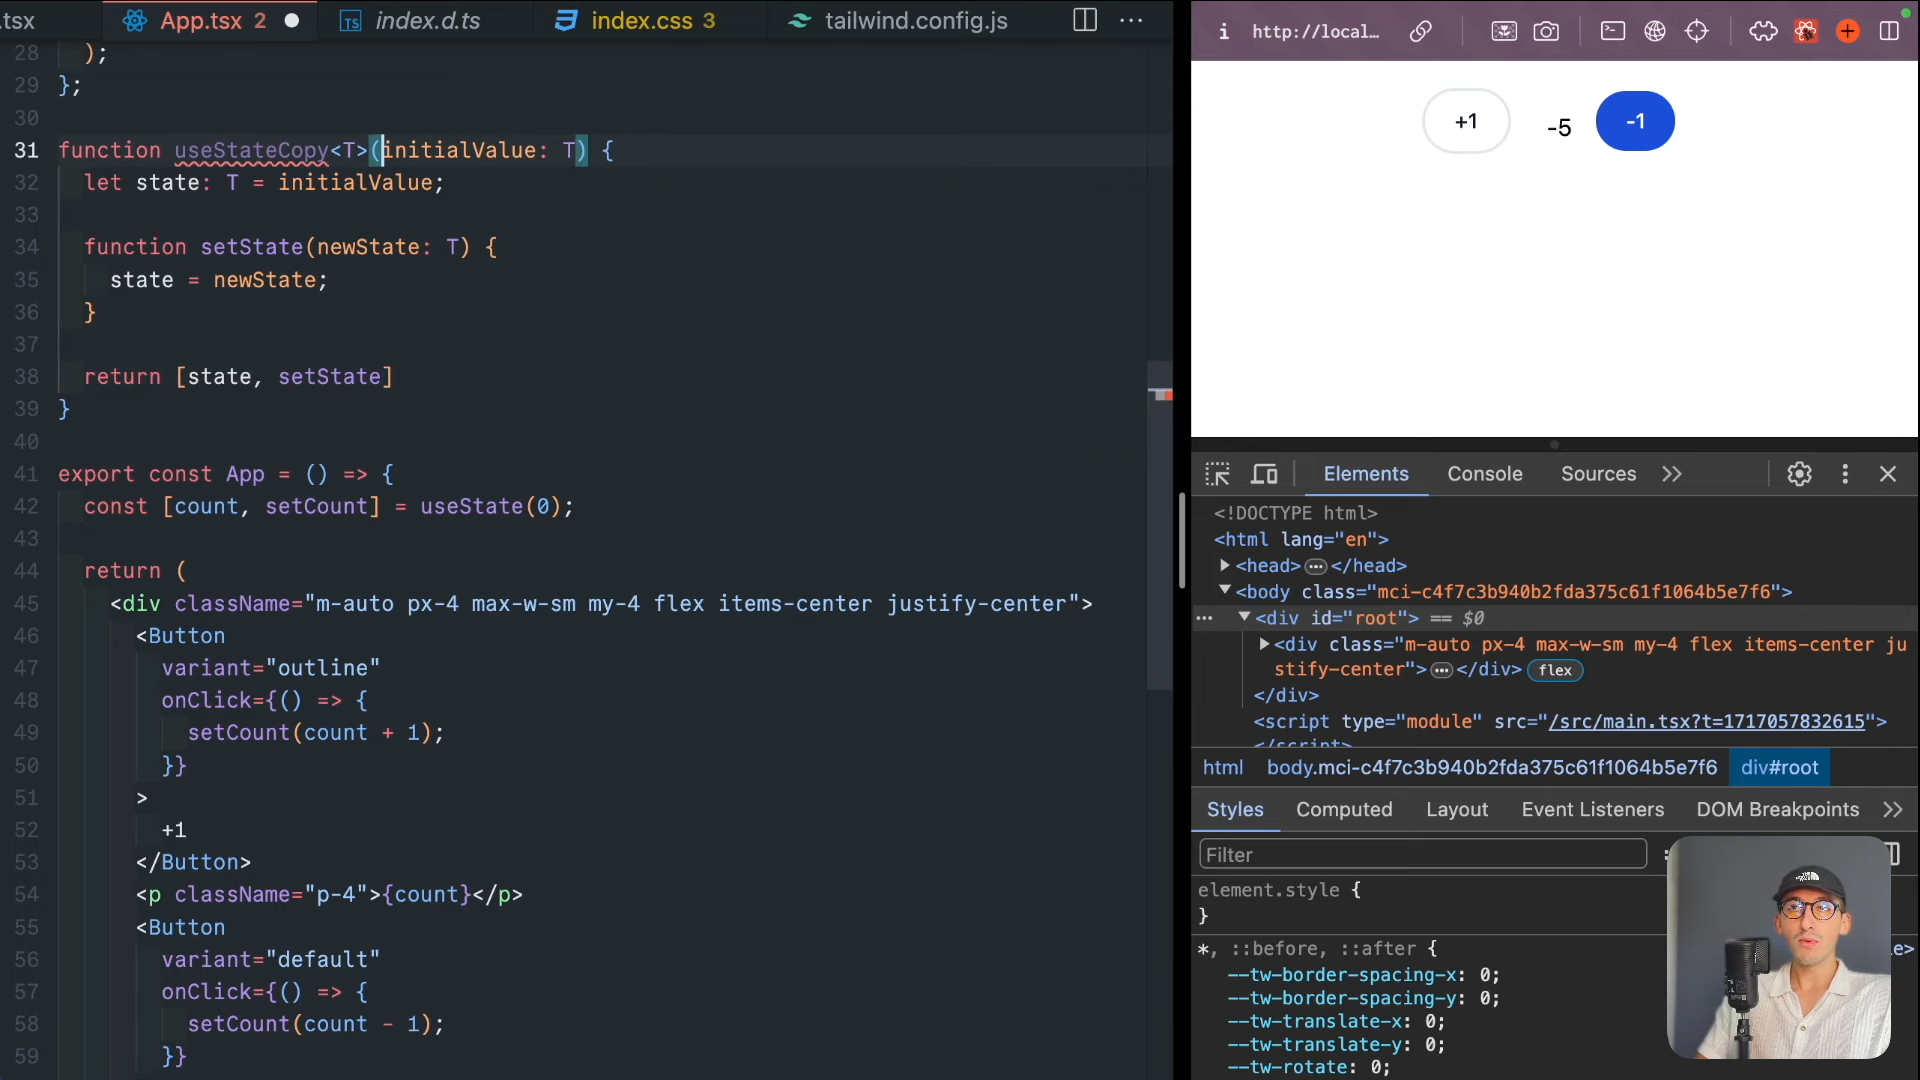 .tsx
App.tsx 2
TS index.d.ts
index.css 3
tailwind.config.js
28 );
29 };
30
31 function useStateCopy<T>(initialValue: T) {
32 let state: T = initialValue;
33
34 function setState(newState: T) {
35 state = newState;
36 }
37
38 return [state, setState]
39 }
40
41 export const App = () => {
42 const [count, setCount] = useState(0);
43
44 return (
45 <div className="m-auto px-4 max-w-sm my-4 flex items-center justify-center">
46 <Button
47 variant="outline"
48 onClick={() => {
49 setCount(count + 1);
50 }}
51 >
52 +1
53 </Button>
54 <p className="p-4">{count}</p>
55 <Button
56 variant="default"
57 onClick={() => {
58 setCount(count - 1);
59 }}
http://local…
+1
-5
-1
Elements
Console
Sources
<!DOCTYPE html>
<html lang="en">
<head> </head>
<body class="mci-c4f7c3b940b2fda375c61f1064b5e7f6">
<div id="root"> == $0
<div class="m-auto px-4 max-w-sm my-4 flex items-center ju
stify-center"> </div> flex
</div>
<script type="module" src="/src/main.tsx?t=1717057832615">
</script>
html
body.mci-c4f7c3b940b2fda375c61f1064b5e7f6
div#root
Styles
Computed
Layout
Event Listeners
DOM Breakpoints
Filter
element.style {
}
*, ::before, ::after {
--tw-border-spacing-x: 0;
--tw-border-spacing-y: 0;
--tw-translate-x: 0;
--tw-translate-y: 0;
--tw-rotate: 0;